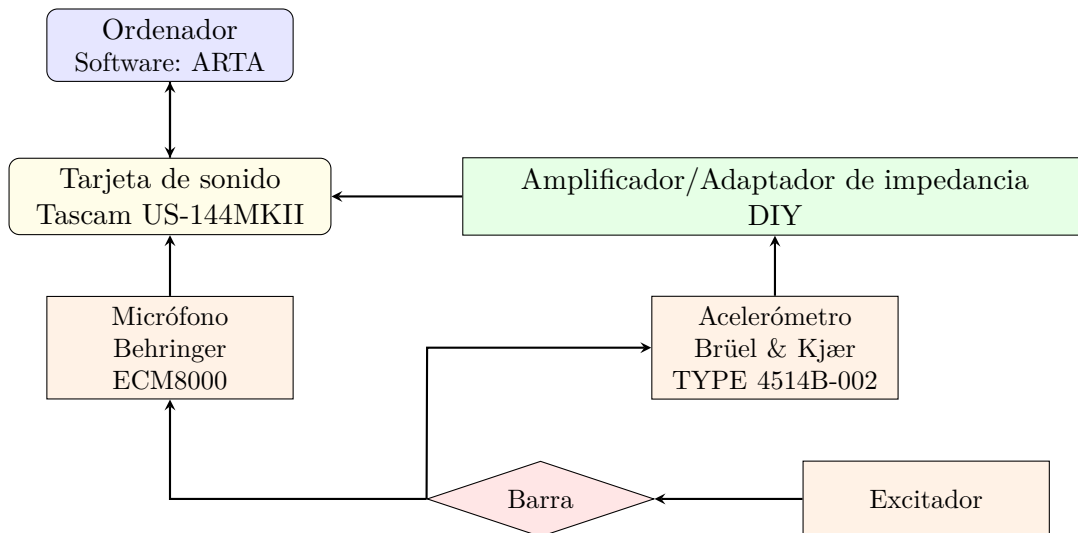 Ordenador
Software: ARTA
Tarjeta de sonido
Tascam US-144MKII
Amplificador/Adaptador de impedancia
DIY
Micrófono
Behringer
ECM8000
Acelerómetro
Brüel & Kjær
TYPE 4514B-002
Barra
Excitador